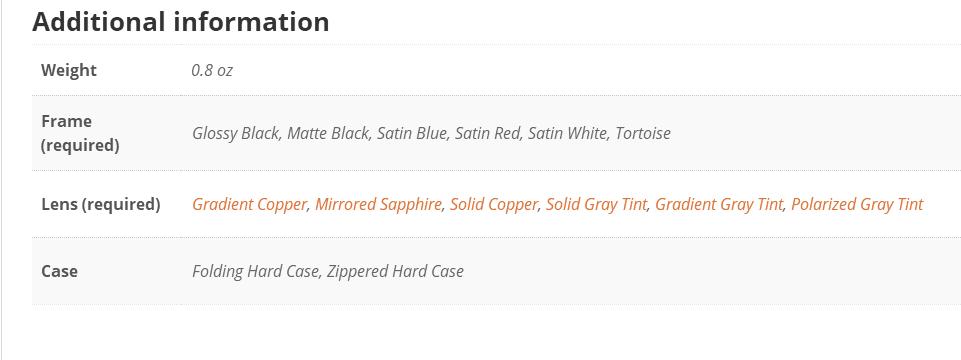 Additional information
Weight
0.8 oz
Frame
(required)
Glossy Black, Matte Black, Satin Blue, Satin Red, Satin White, Tortoise
Lens (required)
Gradient Copper, Mirrored Sapphire, Solid Copper, Solid Gray Tint, Gradient Gray Tint, Polarized Gray Tint
Case
Folding Hard Case, Zippered Hard Case